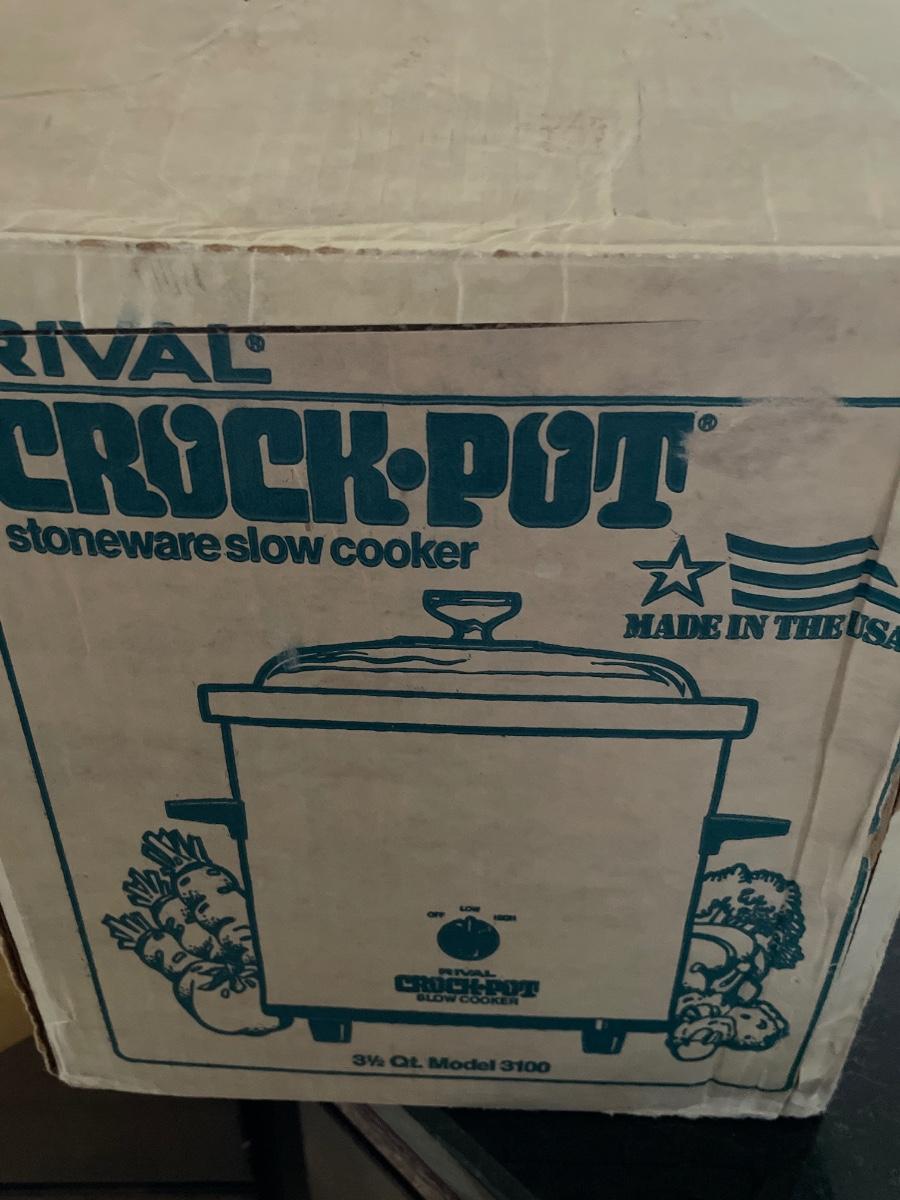 RIVAL®
CROCK·POT®
stoneware slow cooker
MADE IN THE USA
OFF LOW HIGH
RIVAL
CROCK·POT
SLOW COOKER
3½ Qt. Model 3100